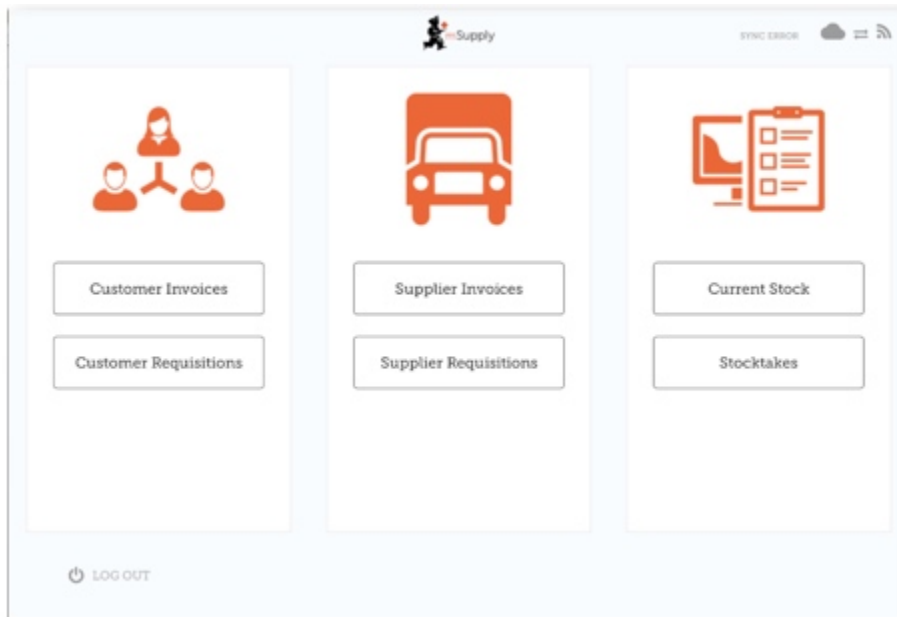 mSupply
SYNC ERROR
Customer Invoices
Supplier Invoices
Current Stock
Customer Requisitions
Supplier Requisitions
Stocktakes
LOG OUT